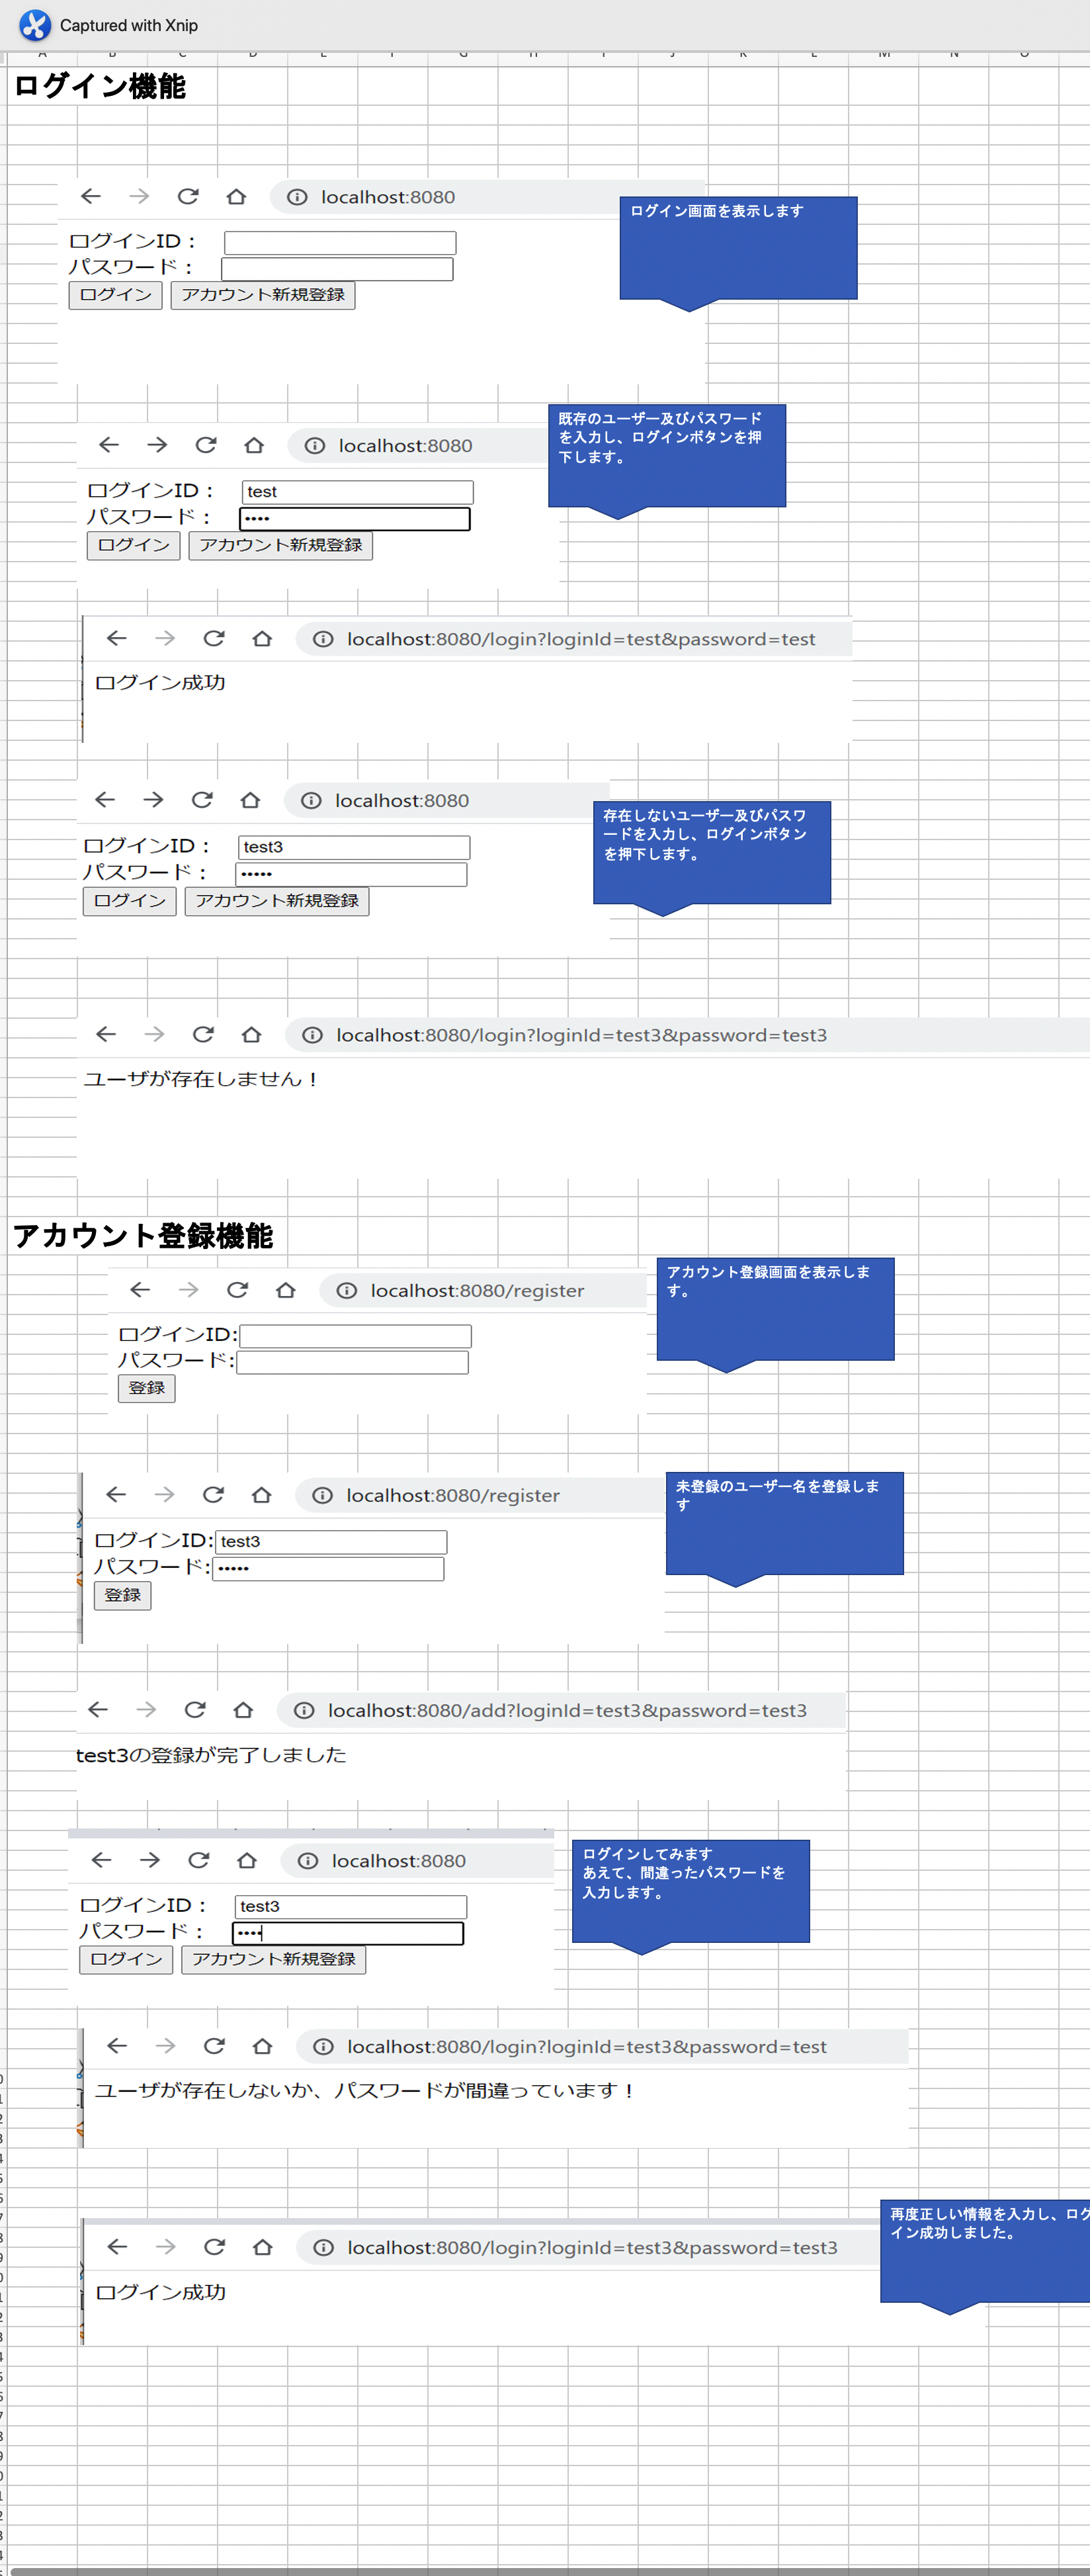 Captured with Xnip
ログイン機能
localhost:8080
ログイン画面を表示します
ログインID：
パスワード：
ログイン アカウント新規登録
既存のユーザー及びパスワード
を入力し、ログインボタンを押
下します。
localhost:8080
ログインID： test
パスワード： ••••
ログイン アカウント新規登録
localhost:8080/login?loginId=test&password=test
ログイン成功
localhost:8080
存在しないユーザー及びパスワ
ードを入力し、ログインボタン
を押下します。
ログインID： test3
パスワード： •••••
ログイン アカウント新規登録
localhost:8080/login?loginId=test3&password=test3
ユーザが存在しません！
アカウント登録機能
アカウント登録画面を表示しま
す。
localhost:8080/register
ログインID:
パスワード:
登録
未登録のユーザー名を登録しま
す
localhost:8080/register
ログインID: test3
パスワード: •••••
登録
localhost:8080/add?loginId=test3&password=test3
test3の登録が完了しました
ログインしてみます
あえて、間違ったパスワードを
入力します。
localhost:8080
ログインID： test3
パスワード： ••••
ログイン アカウント新規登録
localhost:8080/login?loginId=test3&password=test
ユーザが存在しないか、パスワードが間違っています！
再度正しい情報を入力し、ログ
イン成功しました。
localhost:8080/login?loginId=test3&password=test3
ログイン成功